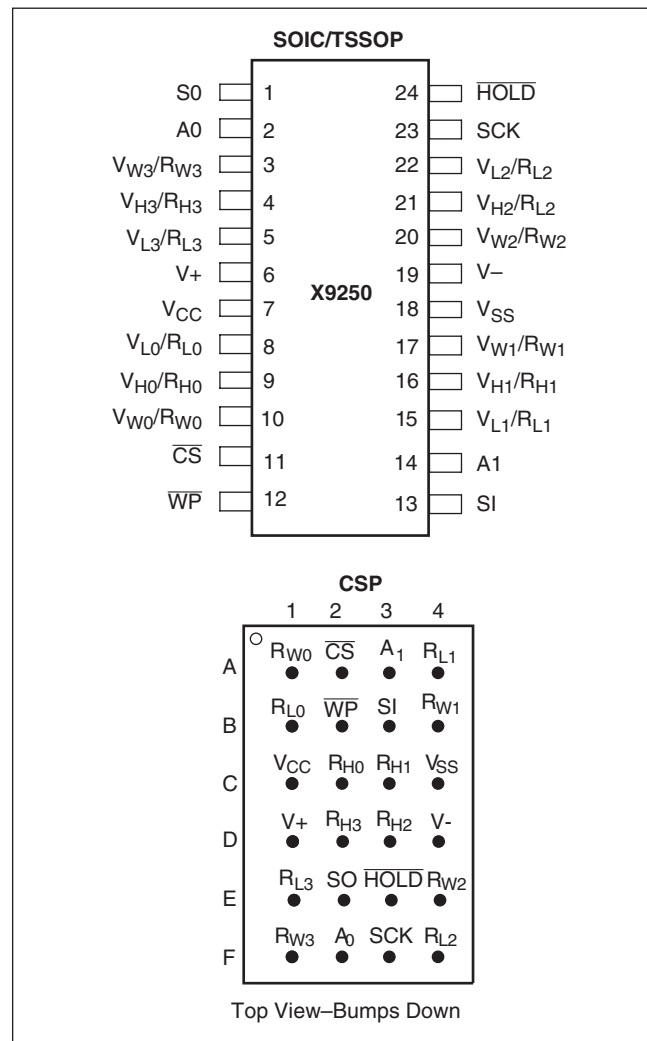 SOIC/TSSOP
S0 1 24 HOLD
A0 2 23 SCK
VW3/RW3 3 22 VL2/RL2
VH3/RH3 4 21 VH2/RL2
VL3/RL3 5 20 VW2/RW2
V+ 6 19 V–
X9250
VCC 7 18 VSS
VL0/RL0 8 17 VW1/RW1
VH0/RH0 9 16 VH1/RH1
VW0/RW0 10 15 VL1/RL1
CS 11 14 A1
WP 12 13 SI
CSP
1 2 3 4
A RW0 CS A1 RL1
B RL0 WP SI RW1
C VCC RH0 RH1 VSS
D V+ RH3 RH2 V-
E RL3 SO HOLD RW2
F RW3 A0 SCK RL2
Top View–Bumps Down